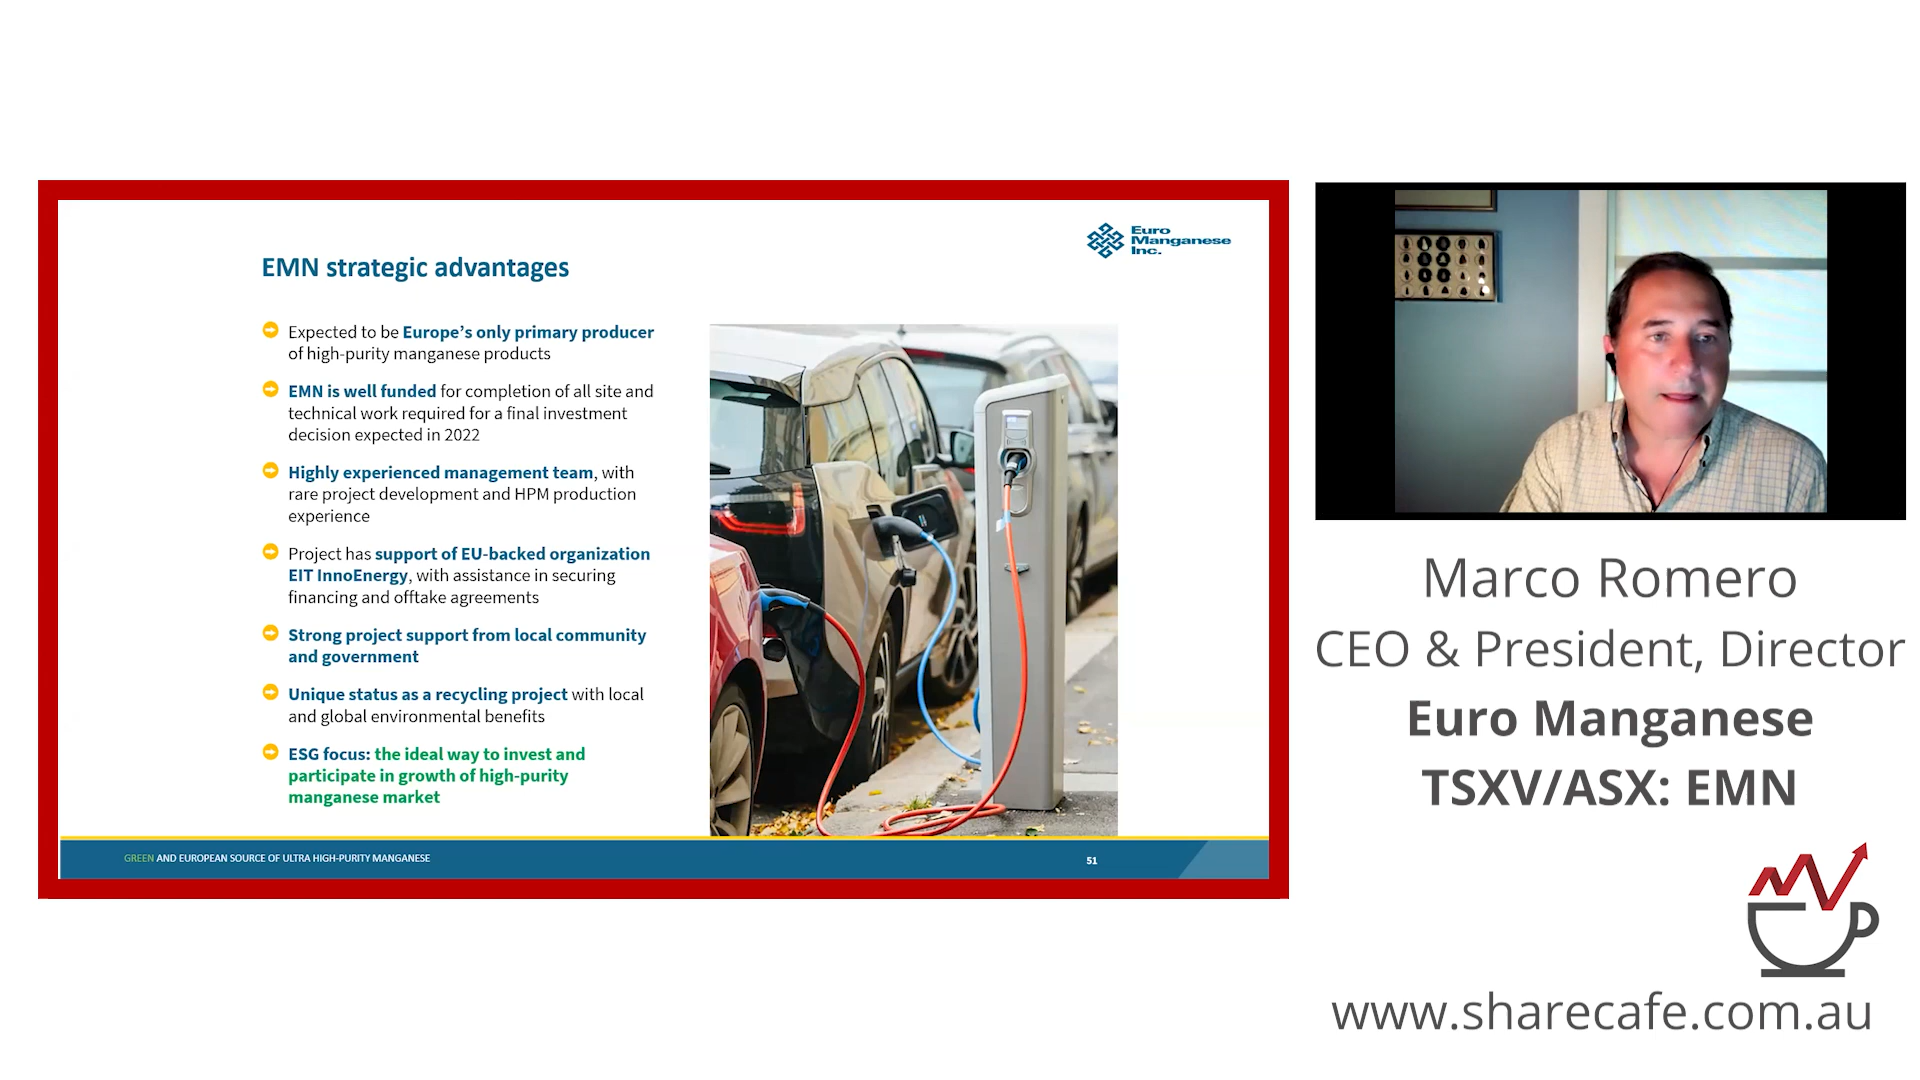 Euro
Manganese
Inc.
EMN strategic advantages
Expected to be Europe's only primary producer
of high-purity manganese products
EMN is well funded for completion of all site and
technical work required for a final investment
decision expected in 2022
Highly experienced management team, with
rare project development and HPM production
experience
Project has support of EU-backed organization
EIT InnoEnergy, with assistance in securing
financing and offtake agreements
Strong project support from local community
and government
Unique status as a recycling project with local
and global environmental benefits
ESG focus: the ideal way to invest and
participate in growth of high-purity
manganese market
GREEN AND EUROPEAN SOURCE OF ULTRA HIGH-PURITY MANGANESE
51
Marco Romero
CEO & President, Director
Euro Manganese
TSXV/ASX: EMN
www.sharecafe.com.au